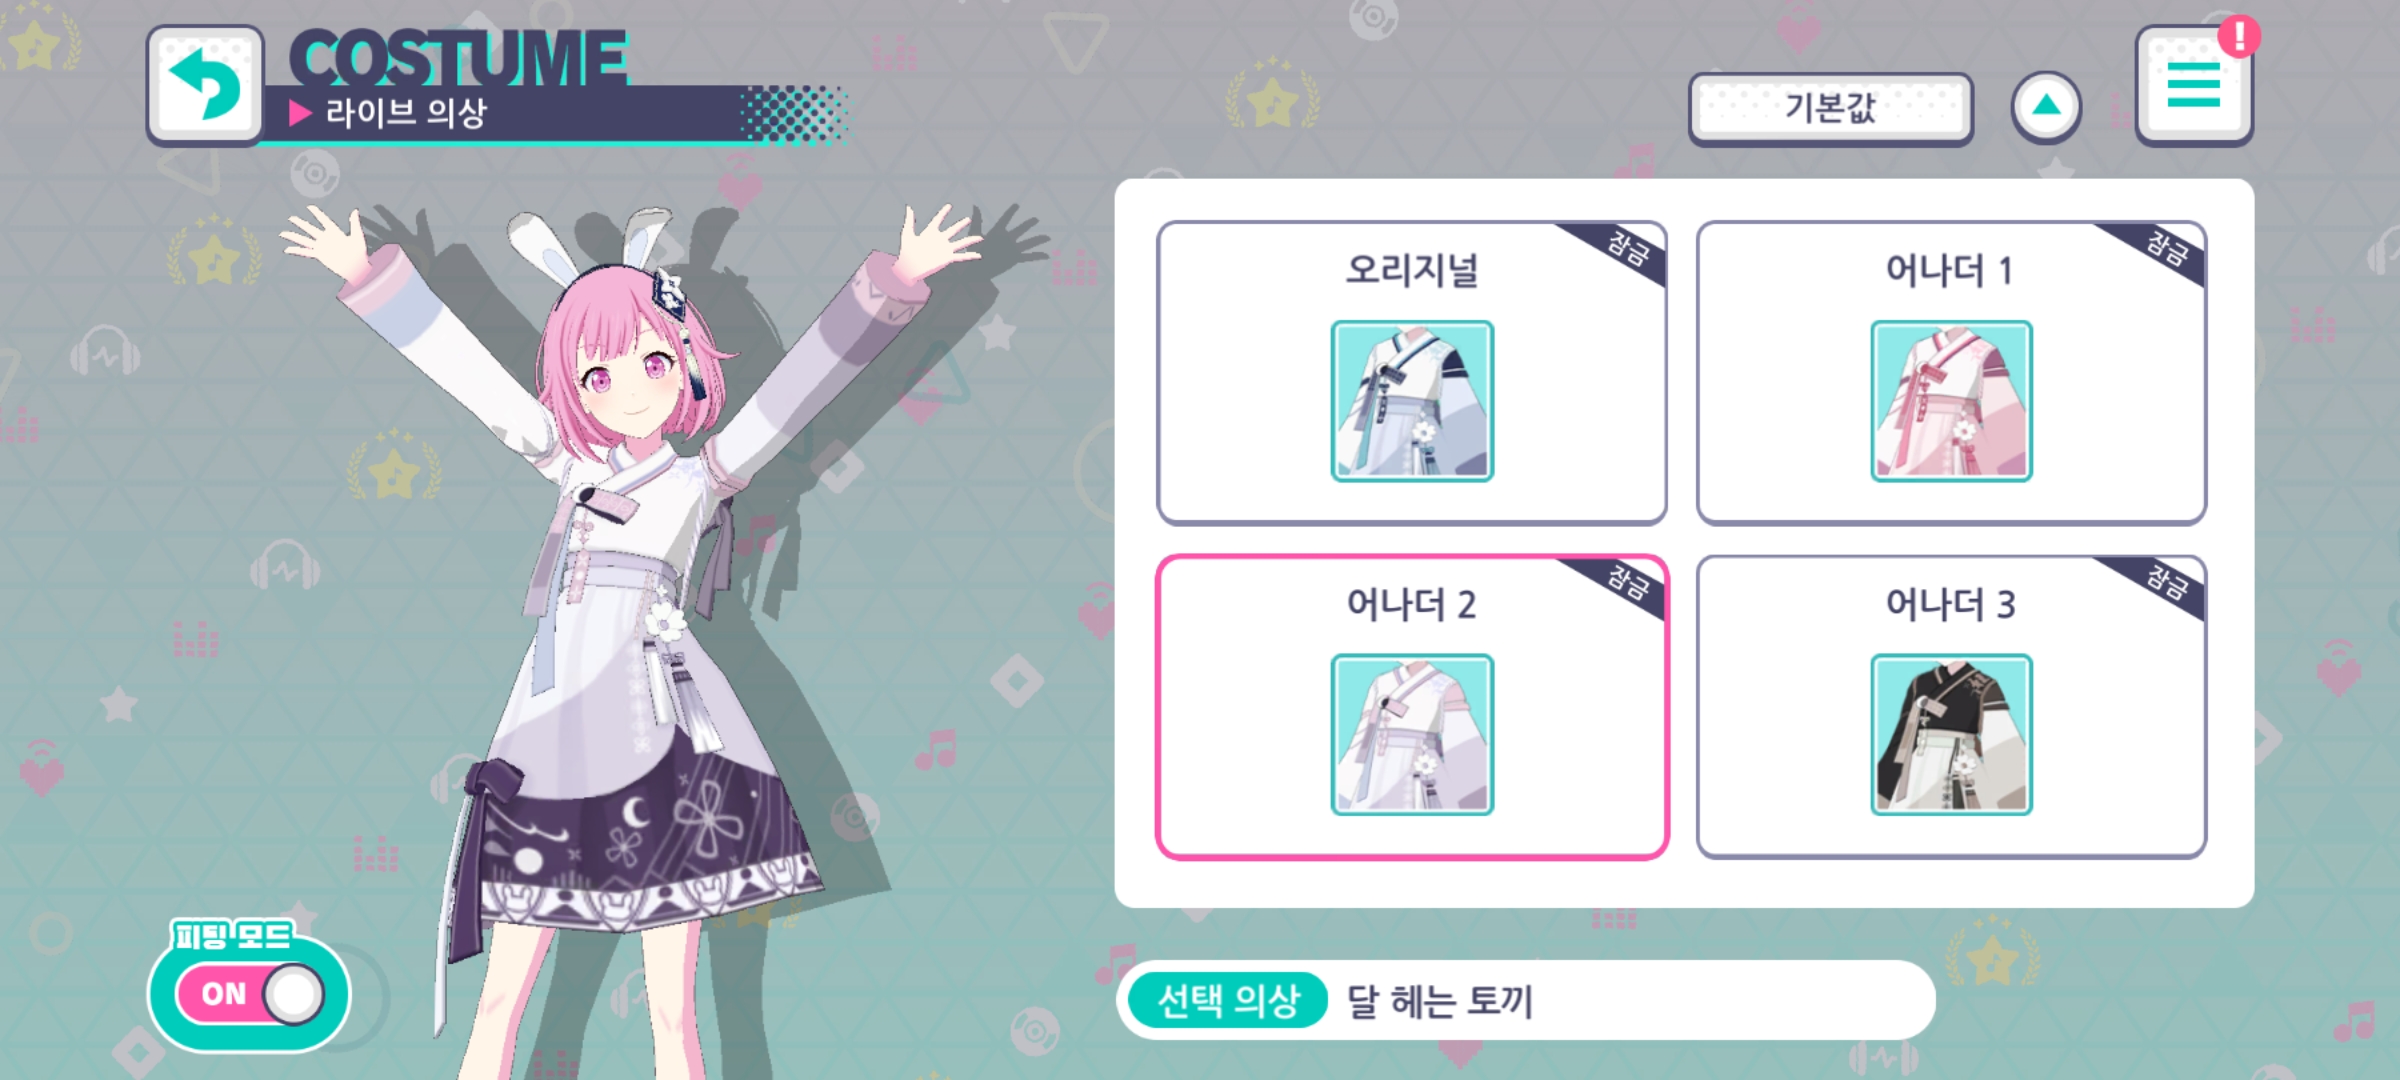 COSTUME
라이브 의상
기본값
!
오리지널
잠금
어나더 1
잠금
어나더 2
잠금
어나더 3
잠금
피팅 모드
ON
선택 의상 달 헤는 토끼